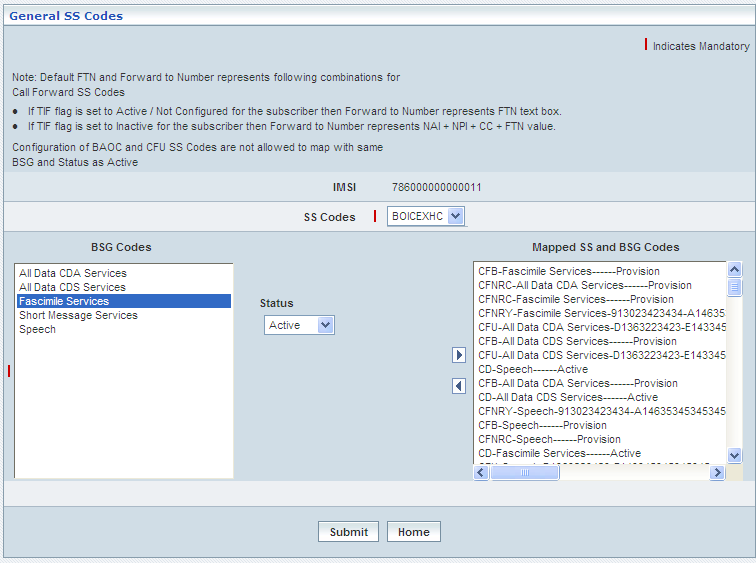 General SS Codes
Indicates Mandatory
Note: Default FTN and Forward to Number represents following combinations for
Call Forward SS Codes
● If TIF flag is set to Active / Not Configured for the subscriber then Forward to Number represents FTN text box.
● If TIF flag is set to Inactive for the subscriber then Forward to Number represents NAI + NPI + CC + FTN value.
Configuration of BAOC and CFU SS Codes are not allowed to map with same
BSG and Status as Active
IMSI 786000000000011
SS Codes BOICEXHC
BSG Codes
All Data CDA Services
All Data CDS Services
Fascimile Services
Short Message Services
Speech
Status
Active
Mapped SS and BSG Codes
CFB-Fascimile Services------Provision
CFNRC-All Data CDA Services------Provision
CFNRC-Fascimile Services------Provision
CFNRY-Fascimile Services-913023423434-A14635
CFU-All Data CDA Services-D1363223423-E143345
CFB-All Data CDS Services------Provision
CFU-All Data CDS Services-D1363223423-E143345
CD-Speech------Active
CFB-All Data CDA Services------Provision
CD-All Data CDS Services------Active
CFNRY-Speech-913023423434-A14635345345345
CFB-Speech------Provision
CFNRC-Speech------Provision
CD-Fascimile Services------Active
Submit Home